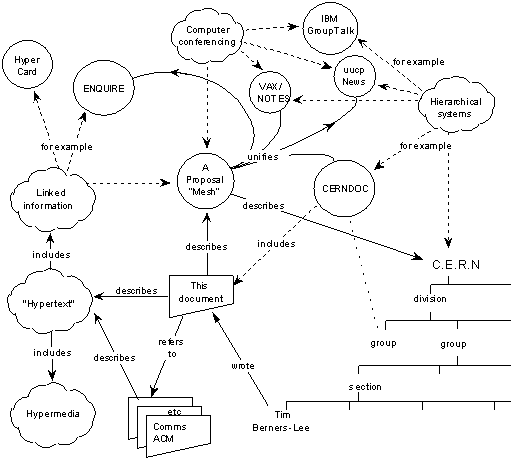 Computer
conferencing
IBM
GroupTalk
Hyper
Card
ENQUIRE
for example
VAX/
NOTES
uucp
News
Hierarchical
systems
for example
unifies
for example
A
Proposal
"Mesh"
CERNDOC
Linked
information
describes
includes
describes
includes
C.E.R.N
This
document
describes
"Hypertext"
division
refers
to
group
group
includes
describes
wrote
section
Hypermedia
etc
Comms
ACM
Tim
Berners-Lee